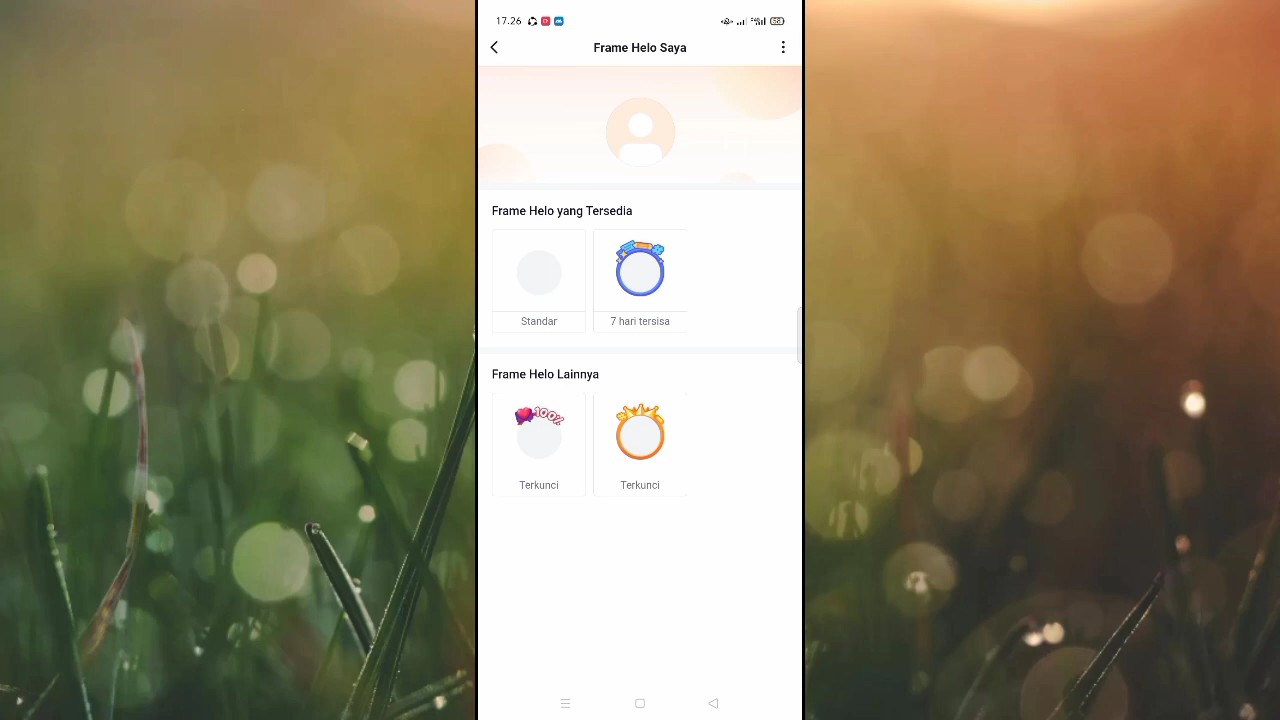 17.26
58
Frame Helo Saya
Frame Helo yang Tersedia
Standar
7 hari tersisa
Frame Helo Lainnya
100%
Terkunci
Terkunci